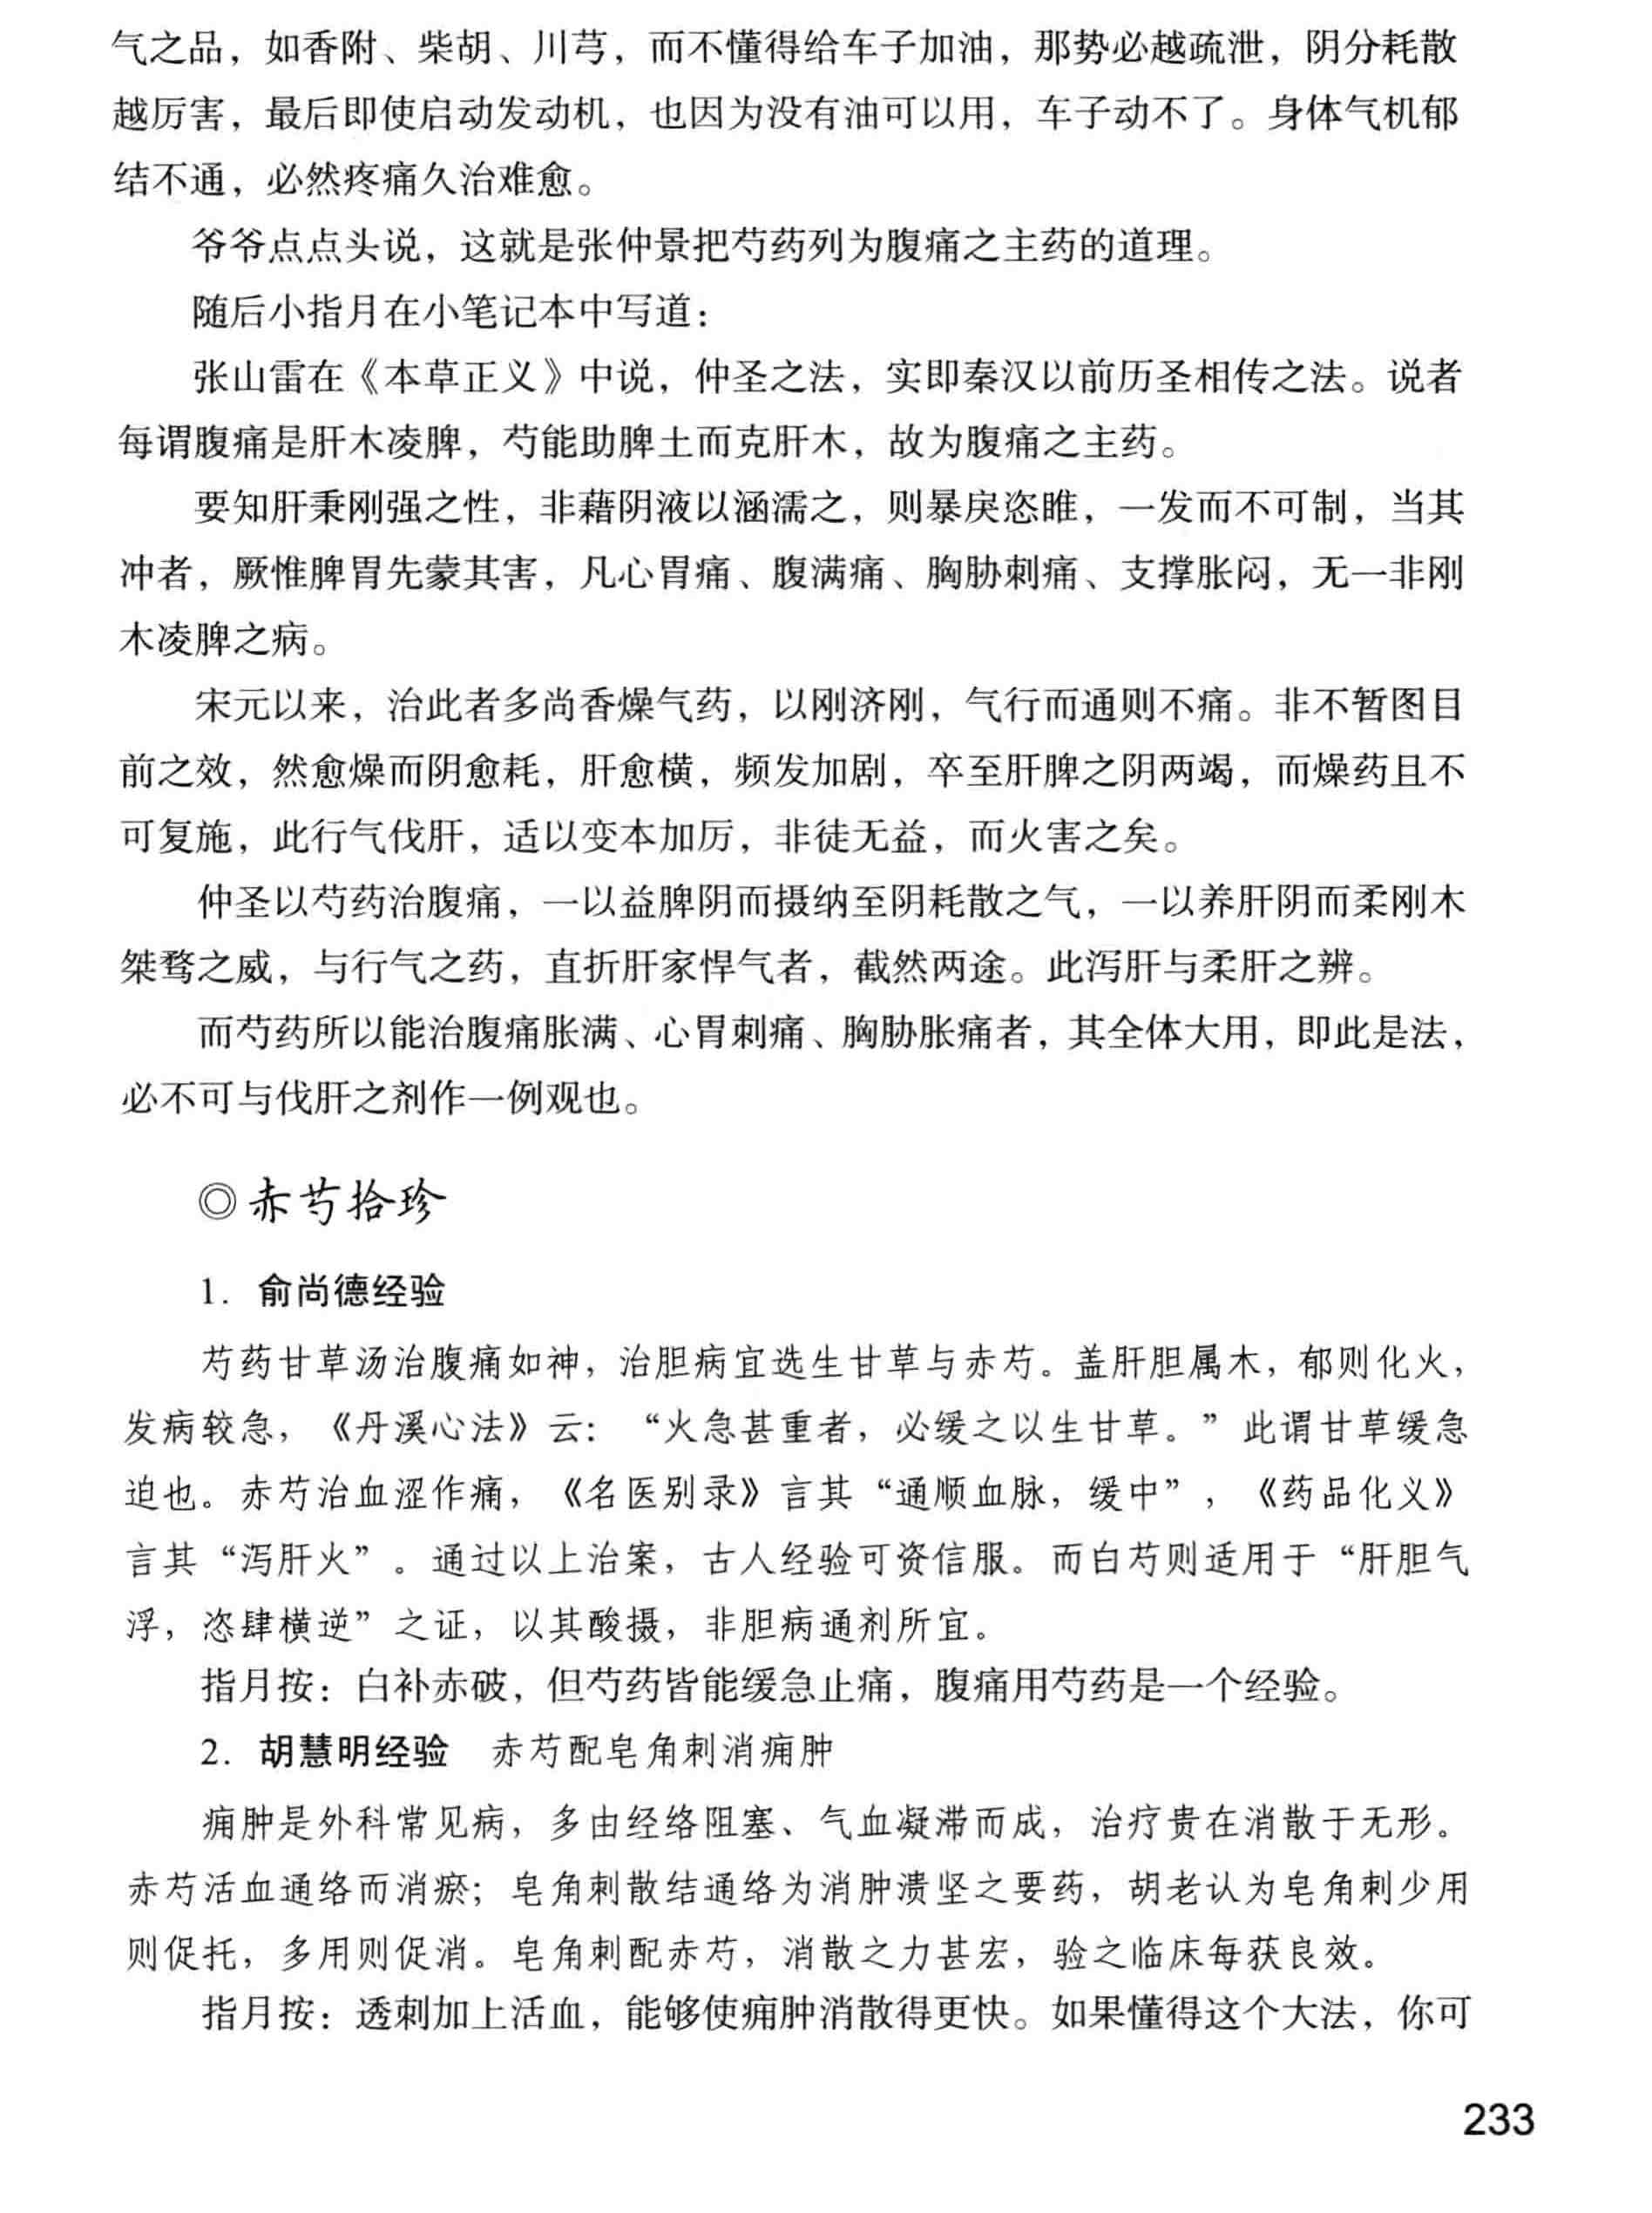 气之品，如香附、柴胡、川芎，而不懂得给车子加油，那势必越疏泄，阴分耗散
越厉害，最后即使启动发动机，也因为没有油可以用，车子动不了。身体气机郁
结不通，必然疼痛久治难愈。
爷爷点点头说，这就是张仲景把芍药列为腹痛之主药的道理。
随后小指月在小笔记本中写道：
张山雷在《本草正义》中说，仲圣之法，实即秦汉以前历圣相传之法。说者
每谓腹痛是肝木凌脾，芍能助脾土而克肝木，故为腹痛之主药。
要知肝秉刚强之性，非藉阴液以涵濡之，则暴戾恣睢，一发而不可制，当其
冲者，厥惟脾胃先蒙其害，凡心胃痛、腹满痛、胸胁刺痛、支撑胀闷，无一非刚
木凌脾之病。
宋元以来，治此者多尚香燥气药，以刚济刚，气行而通则不痛。非不暂图目
前之效，然愈燥而阴愈耗，肝愈横，频发加剧，卒至肝脾之阴两竭，而燥药且不
可复施，此行气伐肝，适以变本加厉，非徒无益，而火害之矣。
仲圣以芍药治腹痛，一以益脾阴而摄纳至阴耗散之气，一以养肝阴而柔刚木
桀骜之威，与行气之药，直折肝家悍气者，截然两途。此泻肝与柔肝之辨。
而芍药所以能治腹痛胀满、心胃刺痛、胸胁胀痛者，其全体大用，即此是法，
必不可与伐肝之剂作一例观也。
◎赤芍拾珍
1. 俞尚德经验
芍药甘草汤治腹痛如神，治胆病宜选生甘草与赤芍。盖肝胆属木，郁则化火，
发病较急，《丹溪心法》云：“火急甚重者，必缓之以生甘草。”此谓甘草缓急
迫也。赤芍治血涩作痛，《名医别录》言其“通顺血脉，缓中”，《药品化义》
言其“泻肝火”。通过以上治案，古人经验可资信服。而白芍则适用于“肝胆气
浮，恣肆横逆”之证，以其酸摄，非胆病通剂所宜。
指月按：白补赤破，但芍药皆能缓急止痛，腹痛用芍药是一个经验。
2. 胡慧明经验　赤芍配皂角刺消痈肿
痈肿是外科常见病，多由经络阻塞、气血凝滞而成，治疗贵在消散于无形。
赤芍活血通络而消瘀；皂角刺散结通络为消肿溃坚之要药，胡老认为皂角刺少用
则促托，多用则促消。皂角刺配赤芍，消散之力甚宏，验之临床每获良效。
指月按：透刺加上活血，能够使痈肿消散得更快。如果懂得这个大法，你可
233